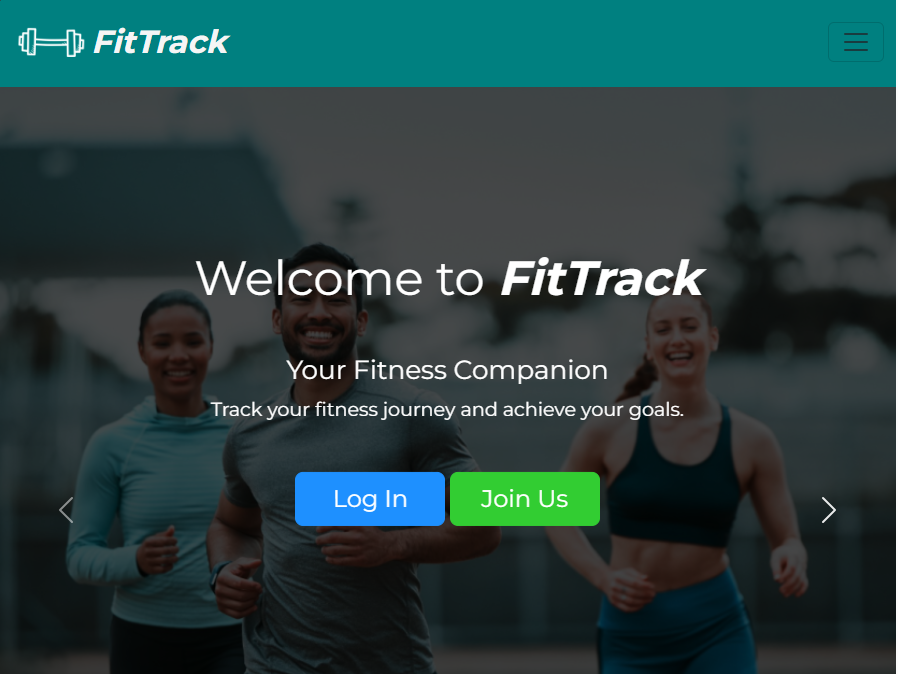 FitTrack
Welcome to FitTrack
Your Fitness Companion
Track your fitness journey and achieve your goals.
Log In
Join Us